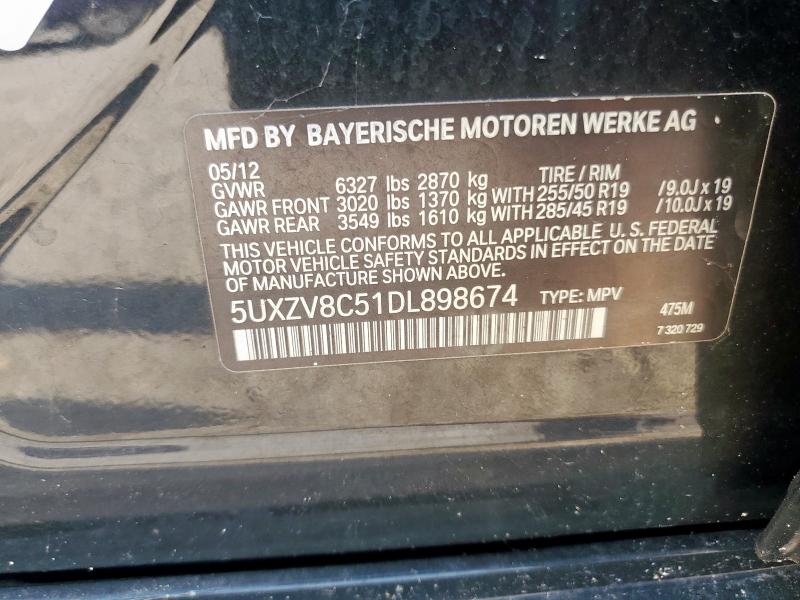 MFD BY BAYERISCHE MOTOREN WERKE AG
05/12 TIRE / RIM
GVWR 6327 lbs 2870 kg
GAWR FRONT 3020 lbs 1370 kg WITH 255/50 R19 /9.0J x 19
GAWR REAR 3549 lbs 1610 kg WITH 285/45 R19 /10.0J x 19
THIS VEHICLE CONFORMS TO ALL APPLICABLE U.S. FEDERAL
MOTOR VEHICLE SAFETY STANDARDS IN EFFECT ON THE DATE
OF MANUFACTURE SHOWN ABOVE.
5UXZV8C51DL898674 TYPE: MPV 475M
7 320 729